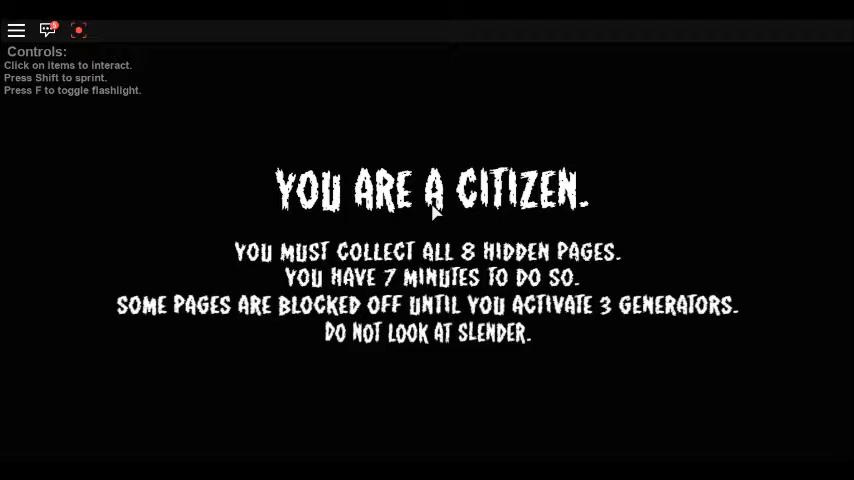 Controls:
Click on items to interact.
Press Shift to sprint.
Press F to toggle flashlight.
YOU ARE A CITIZEN.
YOU MUST COLLECT ALL 8 HIDDEN PAGES.
YOU HAVE 7 MINUTES TO DO SO.
SOME PAGES ARE BLOCKED OFF UNTIL YOU ACTIVATE 3 GENERATORS.
DO NOT LOOK AT SLENDER.